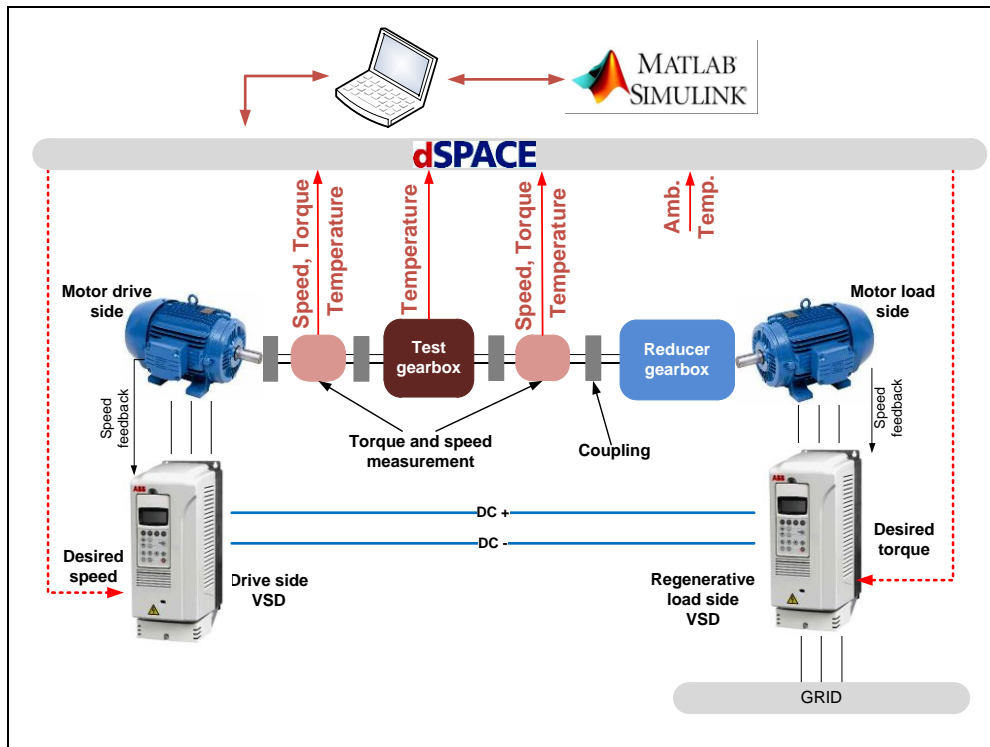 MATLAB®
SIMULINK®
dSPACE
Speed, Torque
Temperature
Temperature
Speed, Torque
Temperature
Amb.
Temp.
Motor drive
side
Motor load
side
Test
gearbox
Reducer
gearbox
Speed
feedback
Torque and speed
measurement
Coupling
Speed
feedback
ABB
ABB
DC +
DC -
Desired
speed
Drive side
VSD
Regenerative
load side
VSD
Desired
torque
GRID